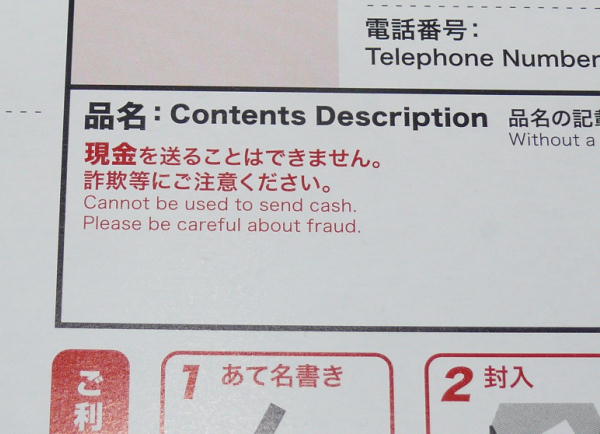 電話番号:
Telephone Number
品名: Contents Description
品名の記
Without a
現金を送ることはできません。
詐欺等にご注意ください。
Cannot be used to send cash.
Please be careful about fraud.
ご利
1 あて名書き
2 封入